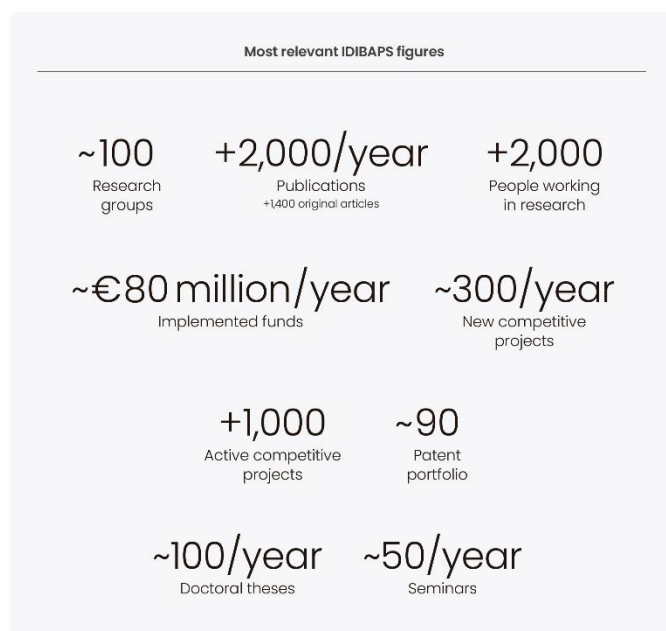 Most relevant IDIBAPS figures
~100
Research
groups
+2,000/year
Publications
+1,400 original articles
+2,000
People working
in research
~€80 million/year
Implemented funds
~300/year
New competitive
projects
+1,000
Active competitive
projects
~90
Patent
portfolio
~100/year
Doctoral theses
~50/year
Seminars